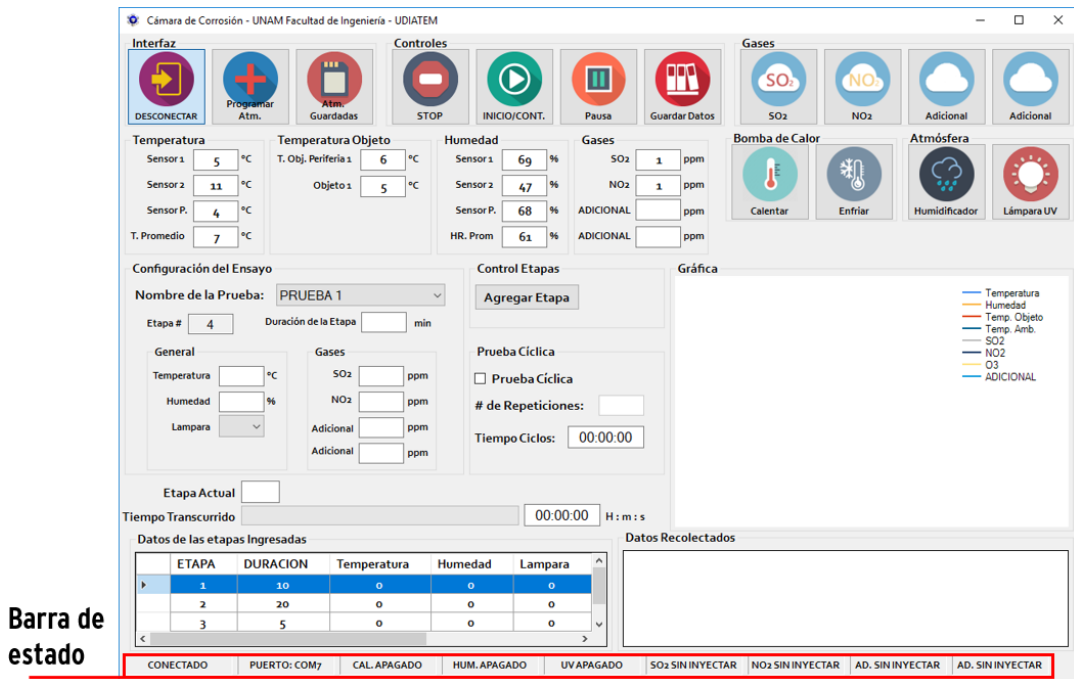 Cámara de Corrosión - UNAM Facultad de Ingeniería - UDIATEM
Interfaz
DESCONECTAR
Programar
Atm.
Atm.
Guardadas
Controles
STOP
INICIO/CONT.
Pausa
Guardar Datos
Gases
SO2
SO2
NO2
NO2
Adicional
Adicional
Temperatura
Sensor 1 5 °C
Sensor 2 11 °C
Sensor P. 4 °C
T. Promedio 7 °C
Temperatura Objeto
T. Obj. Perifería 1 6 °C
Objeto 1 5 °C
Humedad
Sensor 1 69 %
Sensor 2 47 %
Sensor P. 68 %
HR. Prom 61 %
Gases
SO2 1 ppm
NO2 1 ppm
ADICIONAL ppm
ADICIONAL ppm
Bomba de Calor
Calentar
Enfriar
Atmósfera
Humidificador
Lámpara UV
Configuración del Ensayo
Nombre de la Prueba: PRUEBA 1
Etapa # 4 Duración de la Etapa min
General
Temperatura °C
Humedad %
Lampara
Gases
SO2 ppm
NO2 ppm
Adicional ppm
Adicional ppm
Control Etapas
Agregar Etapa
Prueba Cíclica
Prueba Cíclica
# de Repeticiones:
Tiempo Ciclos: 00:00:00
Gráfica
Temperatura
Humedad
Temp. Objeto
Temp. Amb.
SO2
NO2
O3
ADICIONAL
Etapa Actual
Tiempo Transcurrido 00:00:00 H : m : s
Datos de las etapas Ingresadas
ETAPA DURACION Temperatura Humedad Lampara
1 10 0 0 0
2 20 0 0 0
3 5 0 0 0
Datos Recolectados
Barra de
estado
CONECTADO PUERTO: COM7 CAL. APAGADO HUM. APAGADO UV APAGADO SO2 SIN INYECTAR NO2 SIN INYECTAR AD. SIN INYECTAR AD. SIN INYECTAR